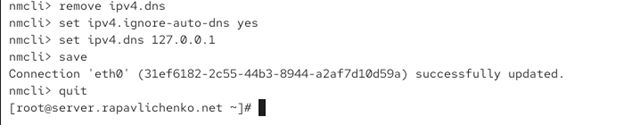 nmcli> remove ipv4.dns
nmcli> set ipv4.ignore-auto-dns yes
nmcli> set ipv4.dns 127.0.0.1
nmcli> save
Connection 'eth0' (31ef6182-2c55-44b3-8944-a2af7d10d59a) successfully updated.
nmcli> quit
[root@server.rapavlichenko.net ~]#